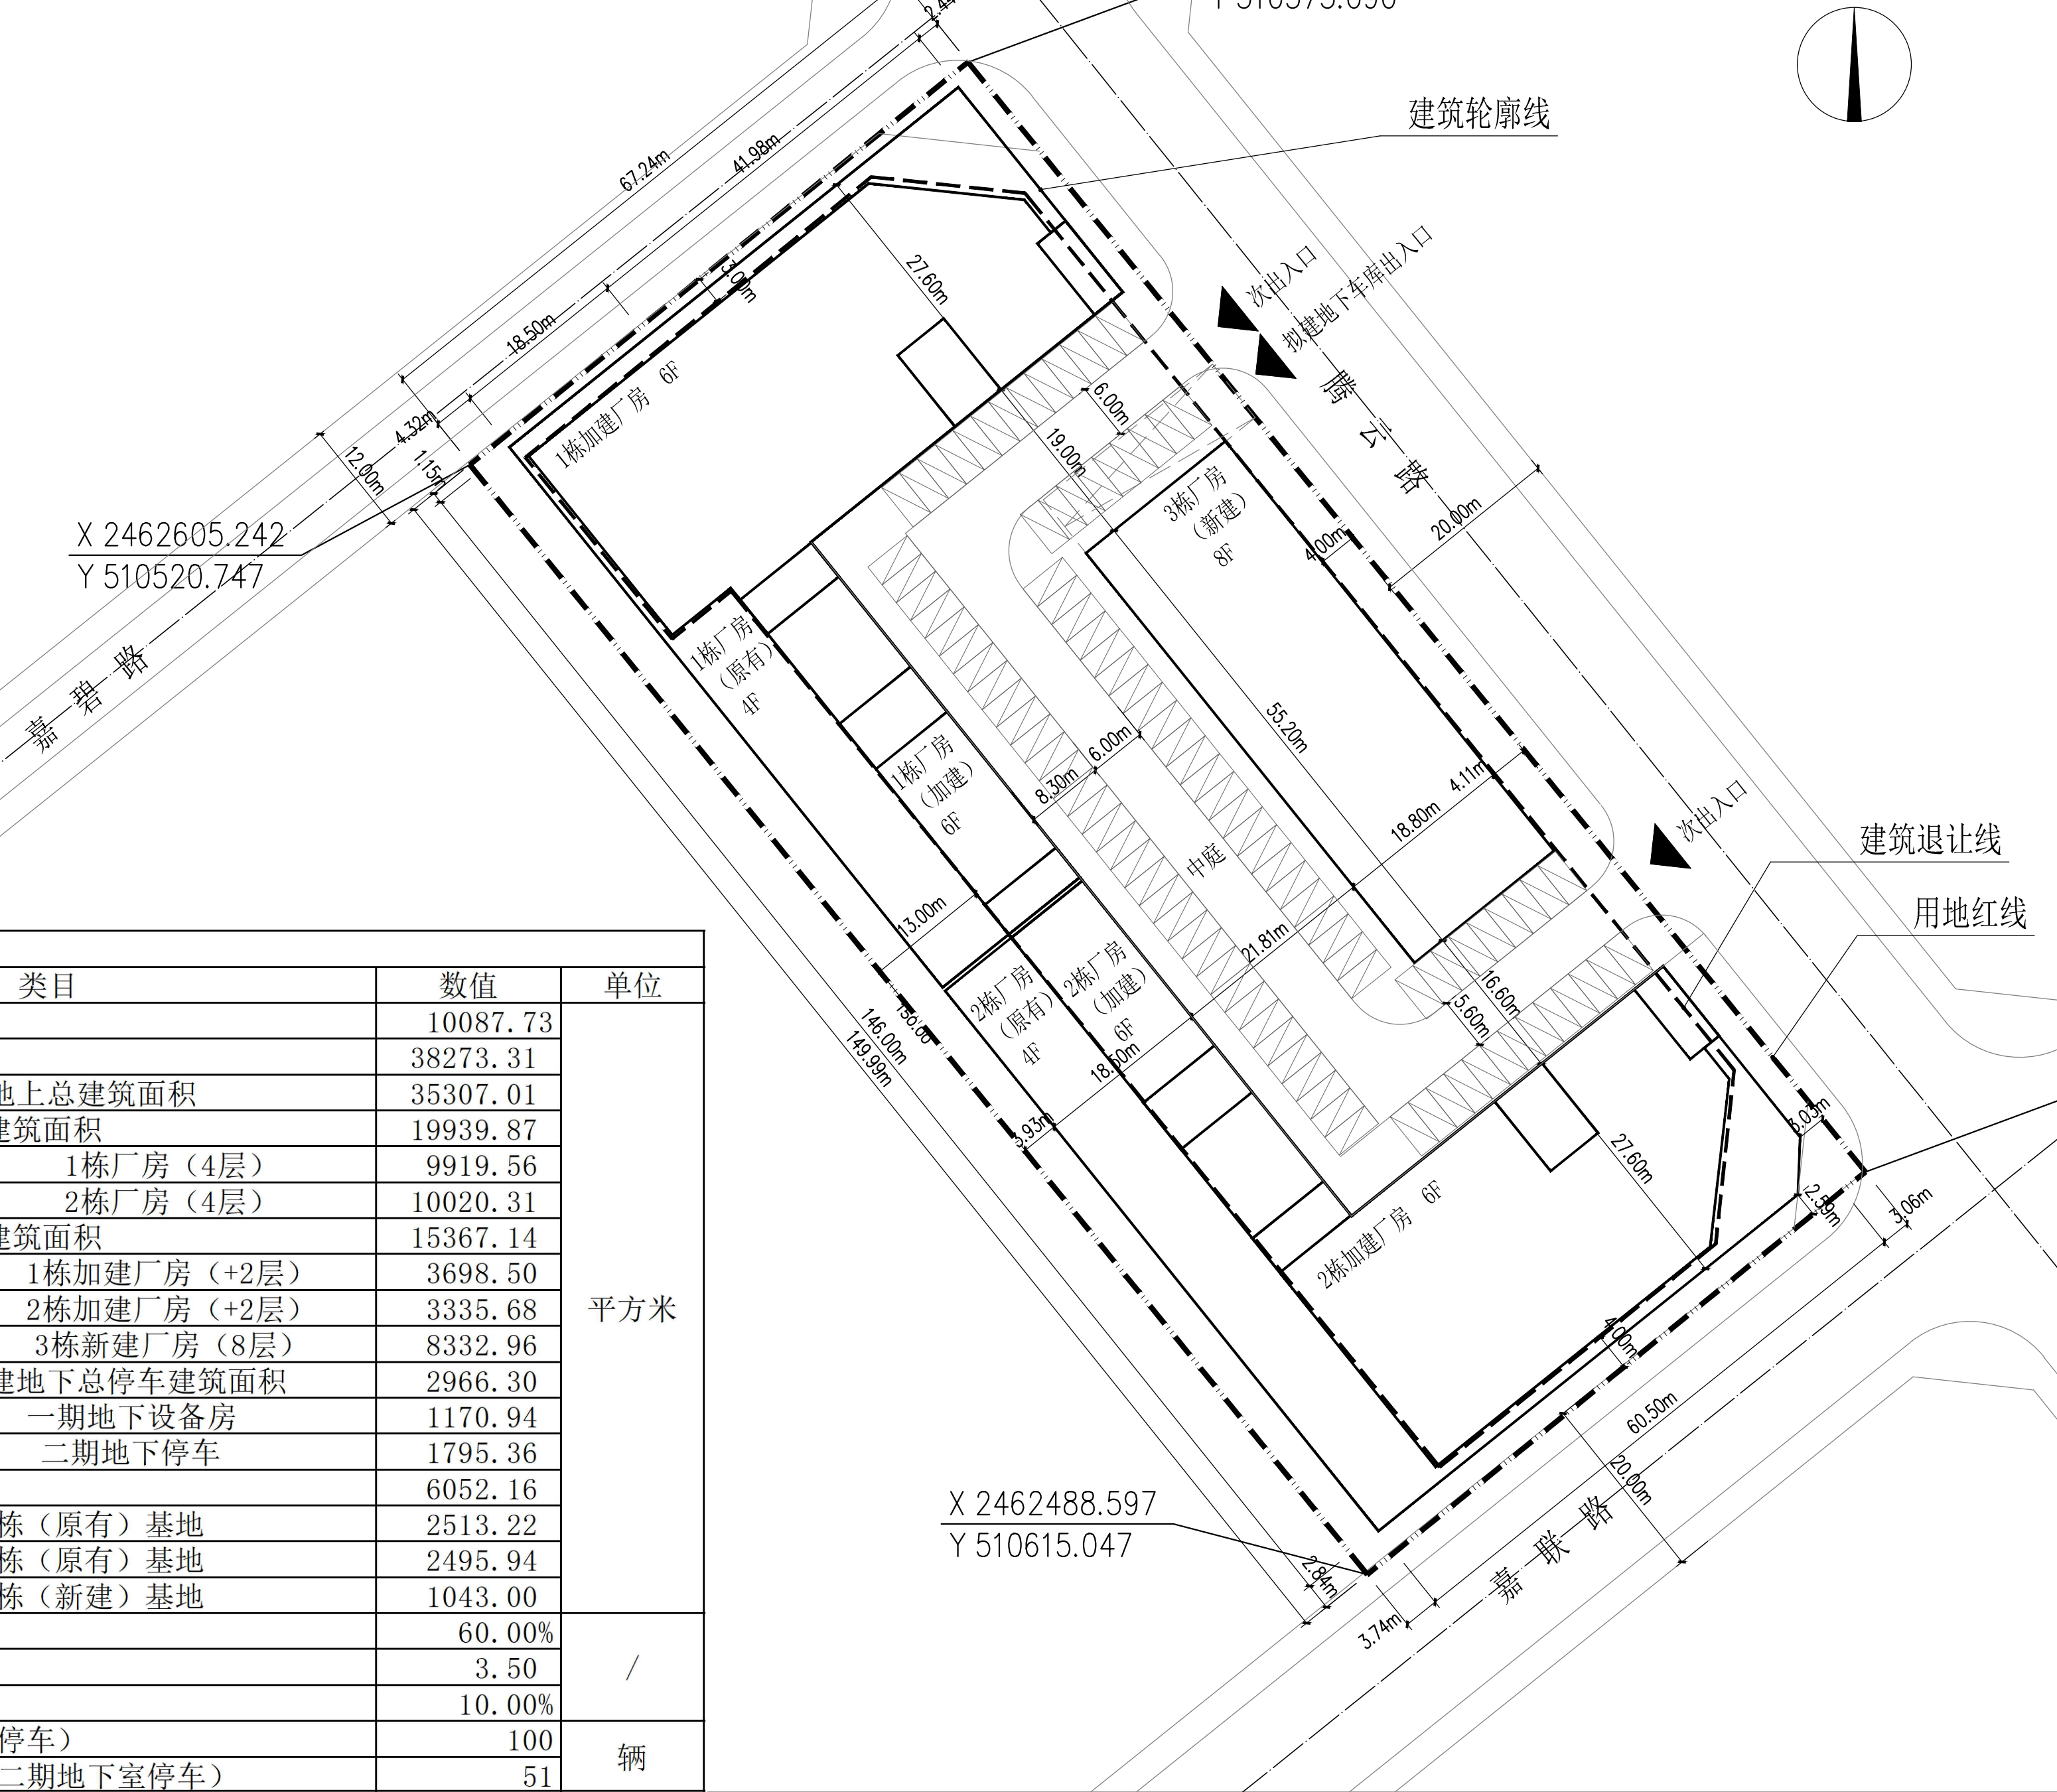 2.44
67.24m
41.98m
建筑轮廓线
27.60m
3.00m
18.50m
次出入口
拟建地下车库出入口
1栋加建厂房 6F
4.32m
12.00m
1.15m
6.00m
19.00m
腾云路
3栋厂房
（新建）
8F
4.00m
20.00m
X 2462605.242
Y 510520.747
嘉碧路
1栋厂房
（原有）
4F
55.20m
1栋厂房
（加建）
6F
6.00m
8.30m
4.11m
18.80m
次出入口
建筑退让线
用地红线
中庭
13.00m
21.81m
2栋厂房
（原有）
4F
2栋厂房
（加建）
6F
16.60m
5.60m
146.00m
149.99m
18.50m
3.93m
3.03m
27.60m
2.59m
3.06m
2栋加建厂房 6F
4.00m
60.50m
20.00m
X 2462488.597
Y 510615.047
嘉联路
2.84m
3.74m
类目 数值 单位
10087.73
38273.31
地上总建筑面积 35307.01
建筑面积 19939.87
1栋厂房（4层） 9919.56
2栋厂房（4层） 10020.31
建筑面积 15367.14
1栋加建厂房（+2层） 3698.50
2栋加建厂房（+2层） 3335.68 平方米
3栋新建厂房（8层） 8332.96
建地下总停车建筑面积 2966.30
一期地下设备房 1170.94
二期地下停车 1795.36
6052.16
栋（原有）基地 2513.22
栋（原有）基地 2495.94
栋（新建）基地 1043.00
60.00%
3.50 /
10.00%
停车） 100 辆
二期地下室停车） 51